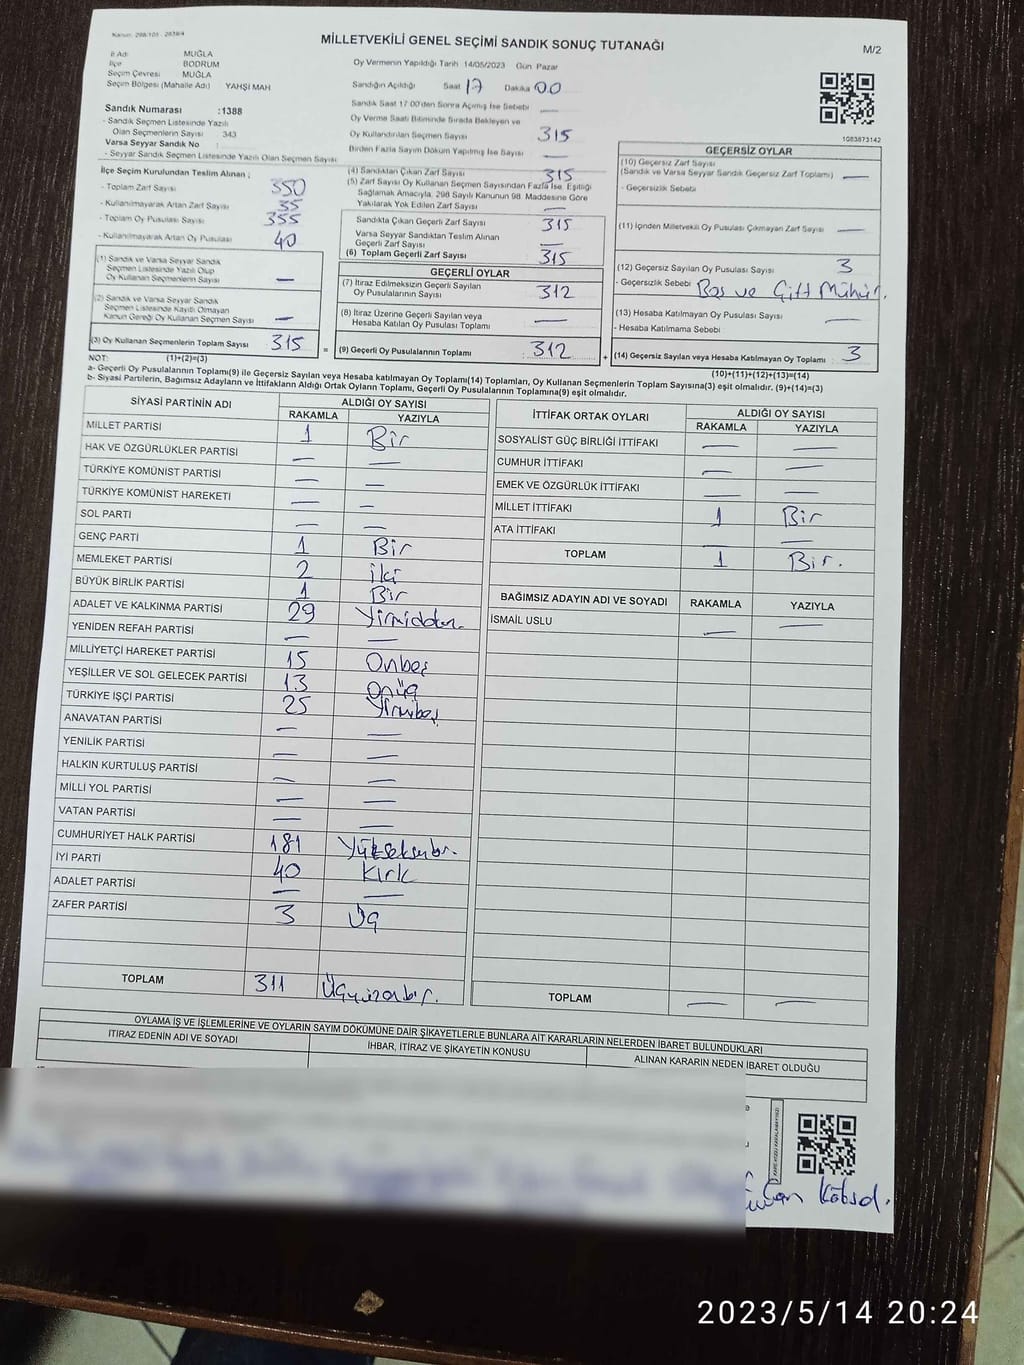 Kanun: 298/105 - 2839/4
MİLLETVEKİLİ GENEL SEÇİMİ SANDIK SONUÇ TUTANAĞI
M/2
İl Adı MUĞLA
İlçe BODRUM
Seçim Çevresi MUĞLA
Seçim Bölgesi (Mahalle Adı) YAHŞİ MAH
Sandık Numarası :1388
- Sandık Seçmen Listesinde Yazılı
Olan Seçmenlerin Sayısı 343
Varsa Seyyar Sandık No :
- Seyyar Sandık Seçmen Listesinde Yazılı Olan Seçmen Sayısı
Oy Vermenin Yapıldığı Tarih 14/05/2023 Gün Pazar
Sandığın Açıldığı Saat 17 Dakika 00
Sandık Saat 17:00'den Sonra Açılmış İse Sebebi —
Oy Verme Saati Bitiminde Sırada Bekleyen ve
Oy Kullandırılan Seçmen Sayısı 315
Birden Fazla Sayım Döküm Yapılmış İse Sayısı —
1083873142
İlçe Seçim Kurulundan Teslim Alınan ;
- Toplam Zarf Sayısı 350
- Kullanılmayarak Artan Zarf Sayısı 35
- Toplam Oy Pusulası Sayısı 355
- Kullanılmayarak Artan Oy Pusulası 40
(1) Sandık ve Varsa Seyyar Sandık
Seçmen Listesinde Yazılı Olup
Oy Kullanan Seçmenlerin Sayısı —
(2) Sandık ve Varsa Seyyar Sandık
Seçmen Listesinde Kayıtlı Olmayan
Kanun Gereği Oy Kullanan Seçmen Sayısı —
(3) Oy Kullanan Seçmenlerin Toplam Sayısı 315
(4) Sandıktan Çıkan Zarf Sayısı 315
(5) Zarf Sayısı Oy Kullanan Seçmen Sayısından Fazla İse, Eşitliği
Sağlamak Amacıyla, 298 Sayılı Kanunun 98. Maddesine Göre
Yakılarak Yok Edilen Zarf Sayısı —
Sandıkta Çıkan Geçerli Zarf Sayısı 315
Varsa Seyyar Sandıktan Teslim Alınan
Geçerli Zarf Sayısı —
(6) Toplam Geçerli Zarf Sayısı 315
GEÇERLİ OYLAR
(7) İtiraz Edilmeksizin Geçerli Sayılan
Oy Pusulalarının Sayısı 312
(8) İtiraz Üzerine Geçerli Sayılan veya
Hesaba Katılan Oy Pusulası Toplamı —
= (9) Geçerli Oy Pusulalarının Toplamı : 312
GEÇERSİZ OYLAR
(10) Geçersiz Zarf Sayısı
(Sandık ve Varsa Seyyar Sandık Geçersiz Zarf Toplamı) —
- Geçersizlik Sebebi
(11) İçinden Milletvekili Oy Pusulası Çıkmayan Zarf Sayısı —
(12) Geçersiz Sayılan Oy Pusulası Sayısı 3
- Geçersizlik Sebebi Boş ve Çift Mühür.
(13) Hesaba Katılmayan Oy Pusulası Sayısı —
- Hesaba Katılmama Sebebi
+ (14) Geçersiz Sayılan veya Hesaba Katılmayan Oy Toplamı : 3
NOT: (1)+(2)=(3)
(10)+(11)+(12)+(13)=(14)
a- Geçerli Oy Pusulalarının Toplamı(9) ile Geçersiz Sayılan veya Hesaba katılmayan Oy Toplamı(14) Toplamları, Oy Kullanan Seçmenlerin Toplam Sayısına(3) eşit olmalıdır. (9)+(14)=(3)
b- Siyasi Partilerin, Bağımsız Adayların ve İttifakların Aldığı Ortak Oyların Toplamı, Geçerli Oy Pusulalarının Toplamına(9) eşit olmalıdır.
SİYASİ PARTİNİN ADI ALDIĞI OY SAYISI
RAKAMLA YAZIYLA
MİLLET PARTİSİ 1 Bir
HAK VE ÖZGÜRLÜKLER PARTİSİ — —
TÜRKİYE KOMÜNİST PARTİSİ — —
TÜRKİYE KOMÜNİST HAREKETİ — —
SOL PARTİ — —
GENÇ PARTİ 1 Bir
MEMLEKET PARTİSİ 2 iki
BÜYÜK BİRLİK PARTİSİ 1 Bir
ADALET VE KALKINMA PARTİSİ 29 Yirmidokuz.
YENİDEN REFAH PARTİSİ — —
MİLLİYETÇİ HAREKET PARTİSİ 15 Onbeş
YEŞİLLER VE SOL GELECEK PARTİSİ 13 onüç
TÜRKİYE İŞÇİ PARTİSİ 25 Yirmibeş
ANAVATAN PARTİSİ — —
YENİLİK PARTİSİ — —
HALKIN KURTULUŞ PARTİSİ — —
MİLLİ YOL PARTİSİ — —
VATAN PARTİSİ — —
CUMHURİYET HALK PARTİSİ 181 Yüzseksenbir.
İYİ PARTİ 40 Kırk
ADALET PARTİSİ — —
ZAFER PARTİSİ 3 Üç
TOPLAM 311 Üçyüzonbir.
İTTİFAK ORTAK OYLARI ALDIĞI OY SAYISI
RAKAMLA YAZIYLA
SOSYALİST GÜÇ BİRLİĞİ İTTİFAKI — —
CUMHUR İTTİFAKI — —
EMEK VE ÖZGÜRLÜK İTTİFAKI — —
MİLLET İTTİFAKI 1 Bir
ATA İTTİFAKI —
TOPLAM 1 Bir.
BAĞIMSIZ ADAYIN ADI VE SOYADI RAKAMLA YAZIYLA
İSMAİL USLU — —
TOPLAM — —
OYLAMA İŞ VE İŞLEMLERİNE VE OYLARIN SAYIM DÖKÜMÜNE DAİR ŞİKAYETLERLE BUNLARA AİT KARARLARIN NELERDEN İBARET BULUNDUKLARI
İTİRAZ EDENİN ADI VE SOYADI İHBAR, İTİRAZ VE ŞİKAYETİN KONUSU ALINAN KARARIN NEDEN İBARET OLDUĞU
2023/5/14 20:24